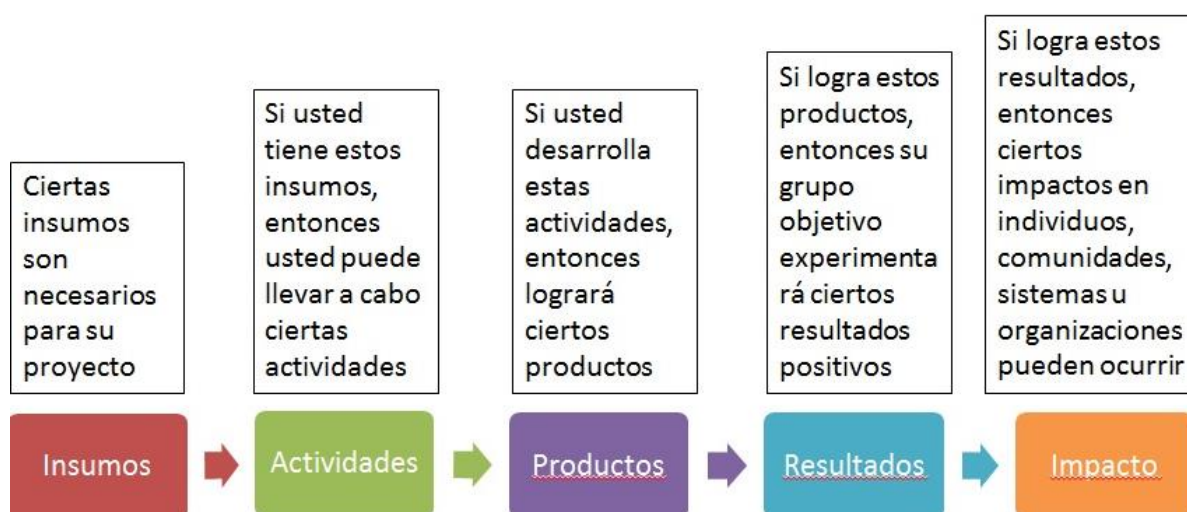 Ciertas
insumos
son
necesarios
para su
proyecto
Si usted
tiene estos
insumos,
entonces
usted puede
llevar a cabo
ciertas
actividades
Si usted
desarrolla
estas
actividades,
entonces
logrará
ciertos
productos
Si logra estos
productos,
entonces su
grupo
objetivo
experimenta
rá ciertos
resultados
positivos
Si logra estos
resultados,
entonces
ciertos
impactos en
individuos,
comunidades,
sistemas u
organizaciones
pueden ocurrir
Insumos
Actividades
Productos
Resultados
Impacto